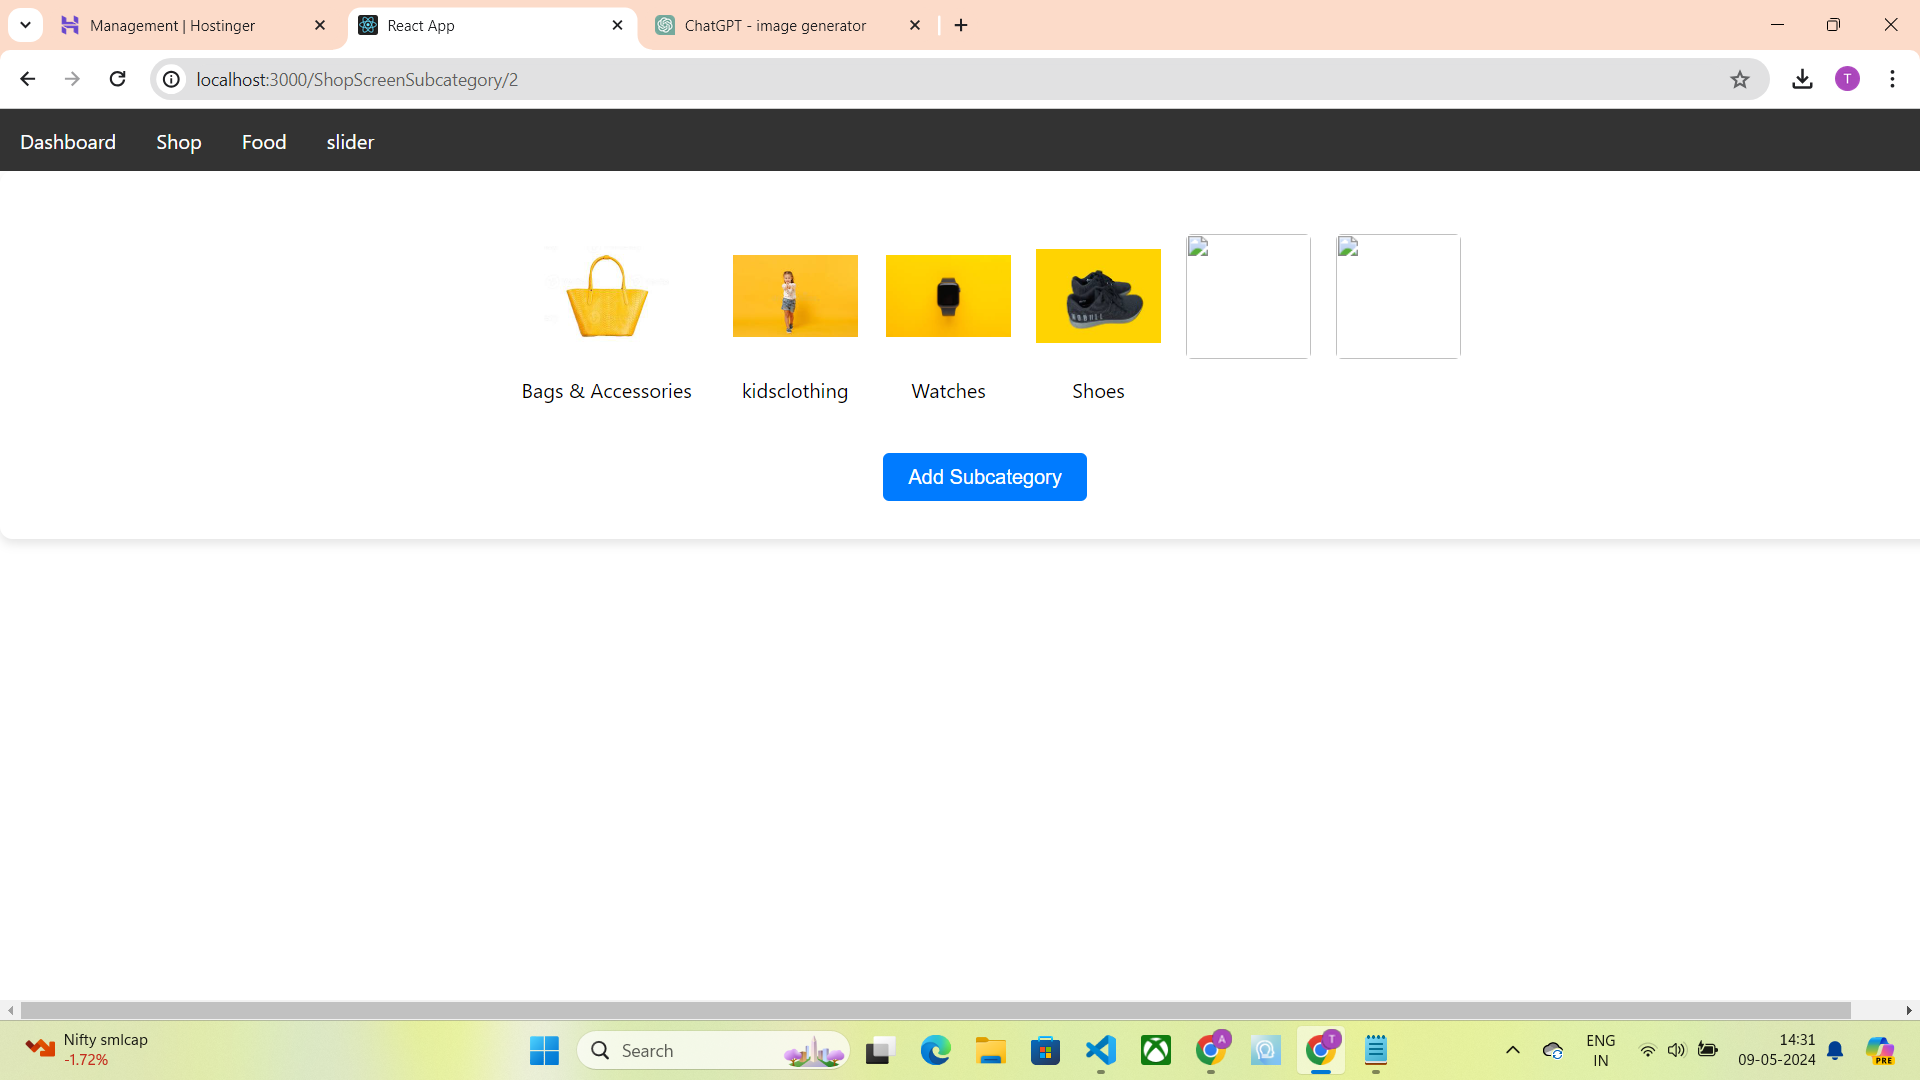 Management | Hostinger
React App
ChatGPT - image generator
localhost:3000/ShopScreenSubcategory/2
T
Dashboard
Shop
Food
slider
Bags & Accessories
kidsclothing
Watches
Shoes
Add Subcategory
Nifty smlcap
-1.72%
Search
A
T
ENG
IN
14:31
09-05-2024
PRE